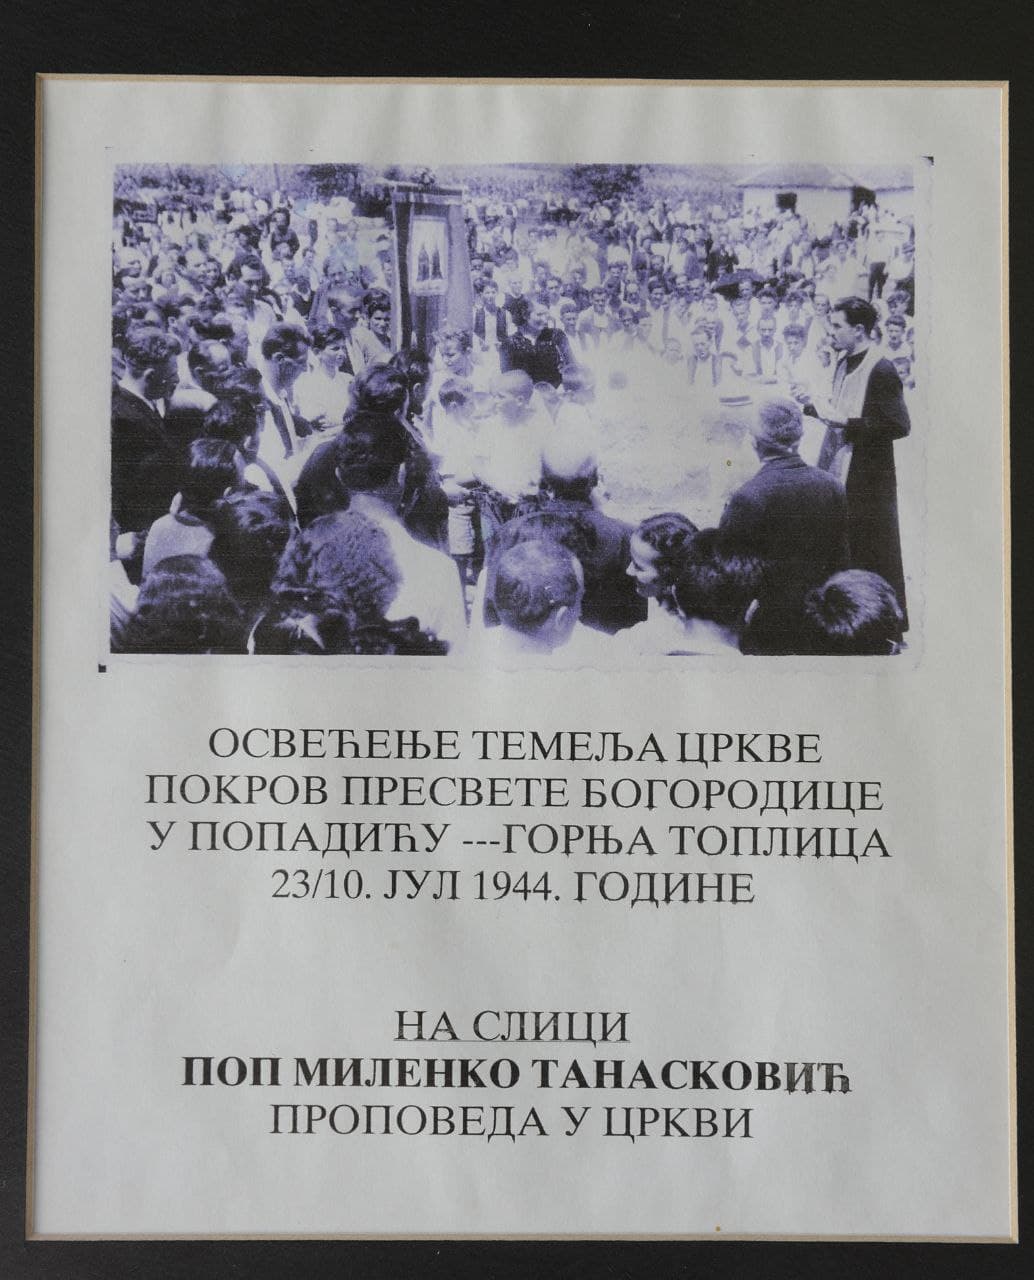 ОСВЕЋЕЊЕ ТЕМЕЉА ЦРКВЕ
ПОКРОВ ПРЕСВЕТЕ БОГОРОДИЦЕ
У ПОПАДИЋУ ---ГОРЊА ТОПЛИЦА
23/10. ЈУЛ 1944. ГОДИНЕ
НА СЛИЦИ
ПОП МИЛЕНКО ТАНАСКОВИЋ
ПРОПОВЕДА У ЦРКВИ